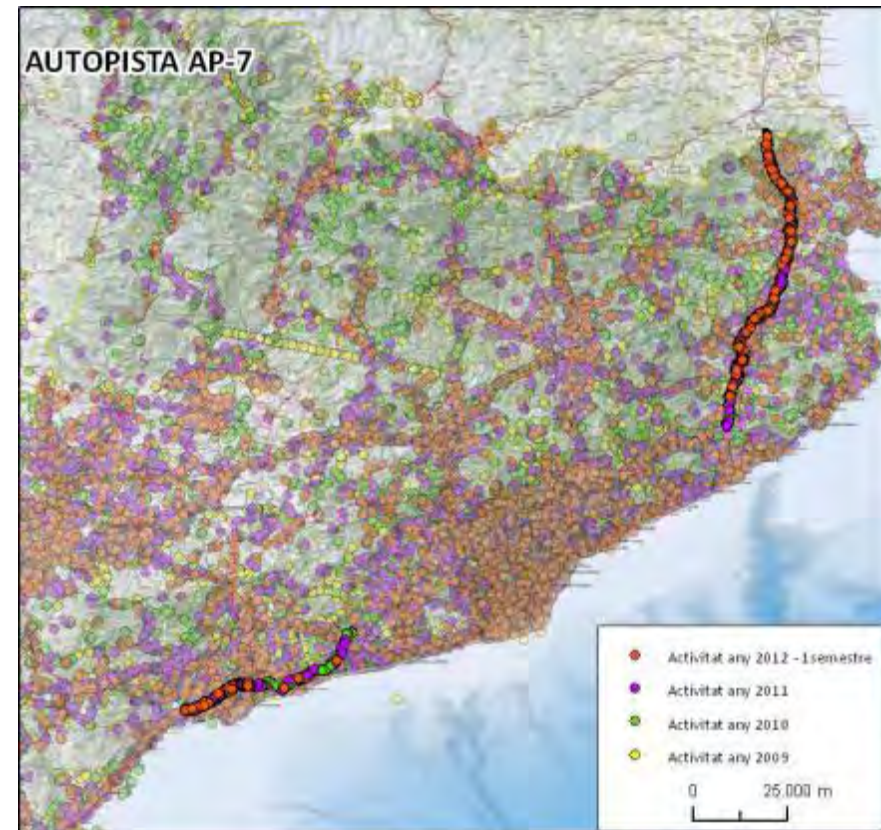 AUTOPISTA AP-7
Activitat any 2012 -1semestre
Activitat any 2011
Activitat any 2010
Activitat any 2009
0 25.000 m